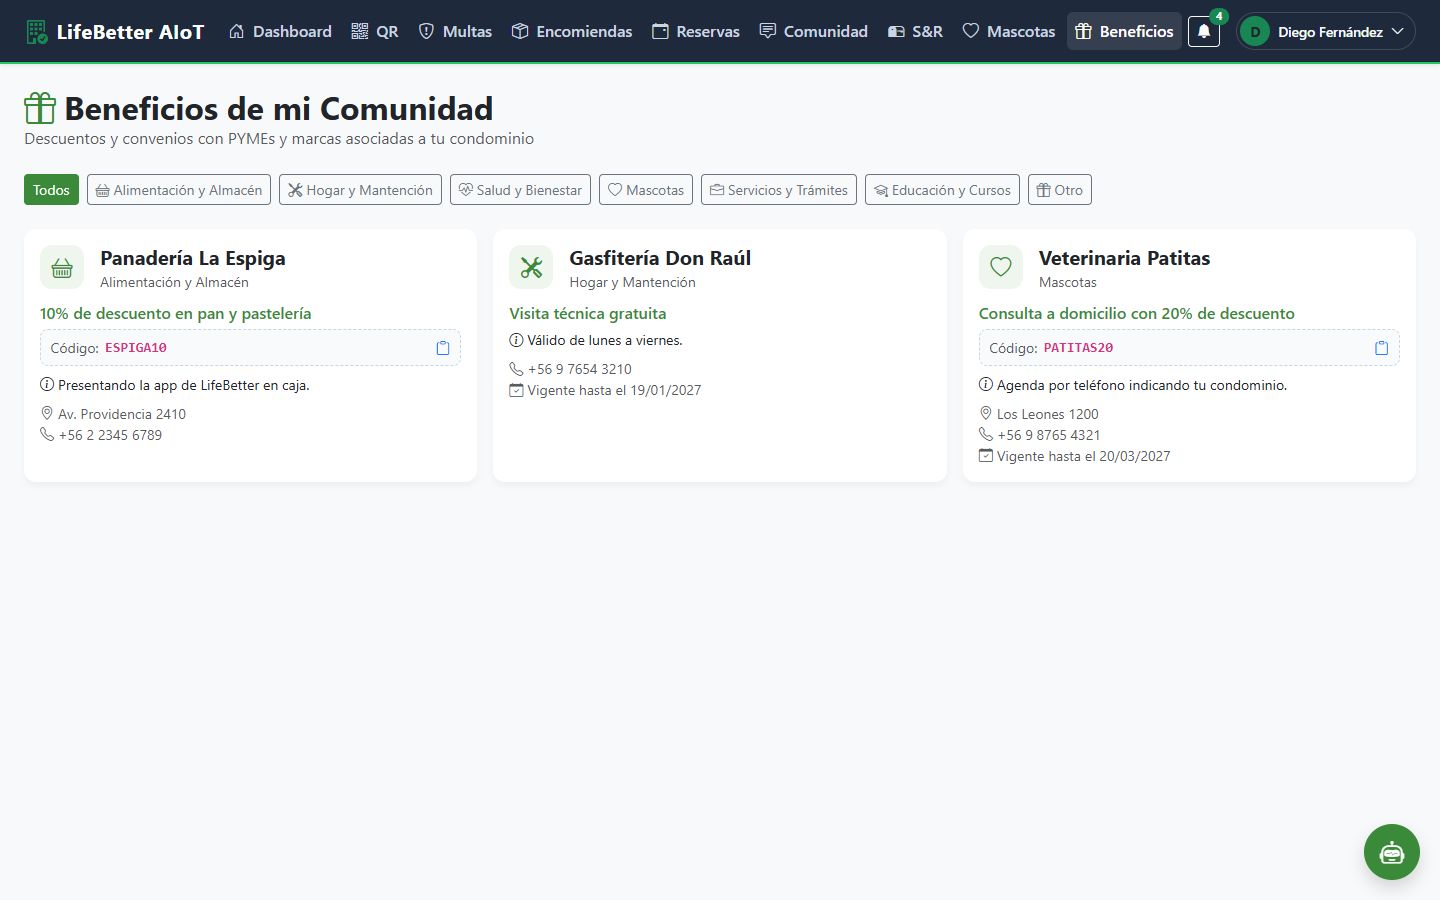 LifeBetter AIoT Dashboard QR Multas Encomiendas Reservas Comunidad S&R Mascotas Beneficios 4 D Diego Fernández
Beneficios de mi Comunidad
Descuentos y convenios con PYMEs y marcas asociadas a tu condominio
Todos Alimentación y Almacén Hogar y Mantención Salud y Bienestar Mascotas Servicios y Trámites Educación y Cursos Otro
Panadería La Espiga
Alimentación y Almacén
10% de descuento en pan y pastelería
Código: ESPIGA10
Presentando la app de LifeBetter en caja.
Av. Providencia 2410
+56 2 2345 6789
Gasfitería Don Raúl
Hogar y Mantención
Visita técnica gratuita
Válido de lunes a viernes.
+56 9 7654 3210
Vigente hasta el 19/01/2027
Veterinaria Patitas
Mascotas
Consulta a domicilio con 20% de descuento
Código: PATITAS20
Agenda por teléfono indicando tu condominio.
Los Leones 1200
+56 9 8765 4321
Vigente hasta el 20/03/2027